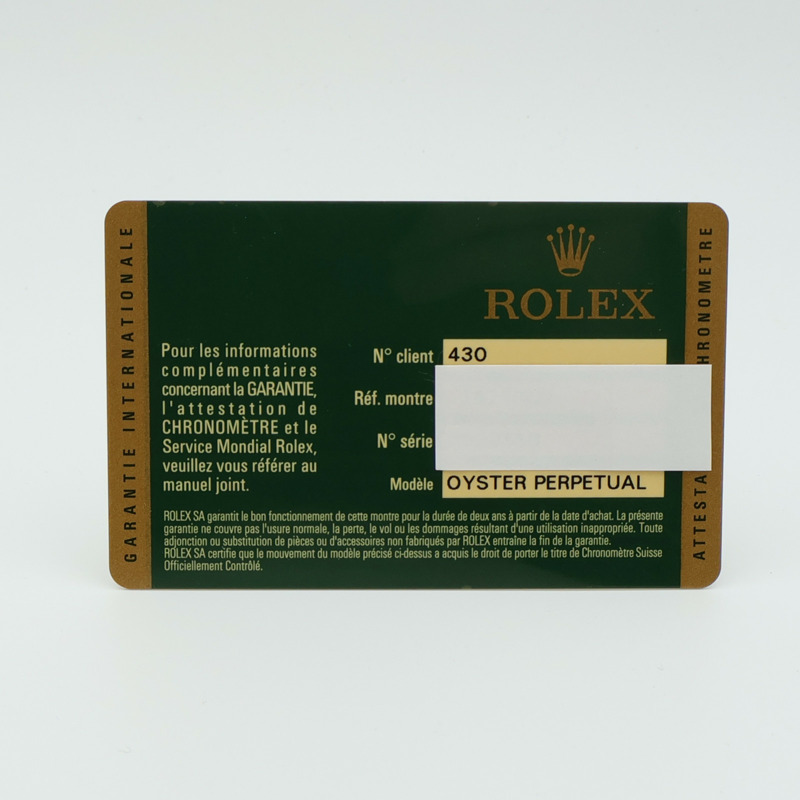 GARANTIE INTERNATIONALE
ROLEX
Pour les informations
complémentaires
concernant la GARANTIE,
l'attestation de
CHRONOMÈTRE et le
Service Mondial Rolex,
veuillez vous référer au
manuel joint.
N° client 430
Réf. montre
N° série
Modèle OYSTER PERPETUAL
ROLEX SA garantit le bon fonctionnement de cette montre pour la durée de deux ans à partir de la date d'achat. La présente
garantie ne couvre pas l'usure normale, la perte, le vol ou les dommages résultant d'une utilisation inappropriée. Toute
adjonction ou substitution de pièces ou d'accessoires non fabriqués par ROLEX entraîne la fin de la garantie.
ROLEX SA certifie que le mouvement du modèle précisé ci-dessus a acquis le droit de porter le titre de Chronomètre Suisse
Officiellement Contrôlé.
ATTESTA HRONOMETRE